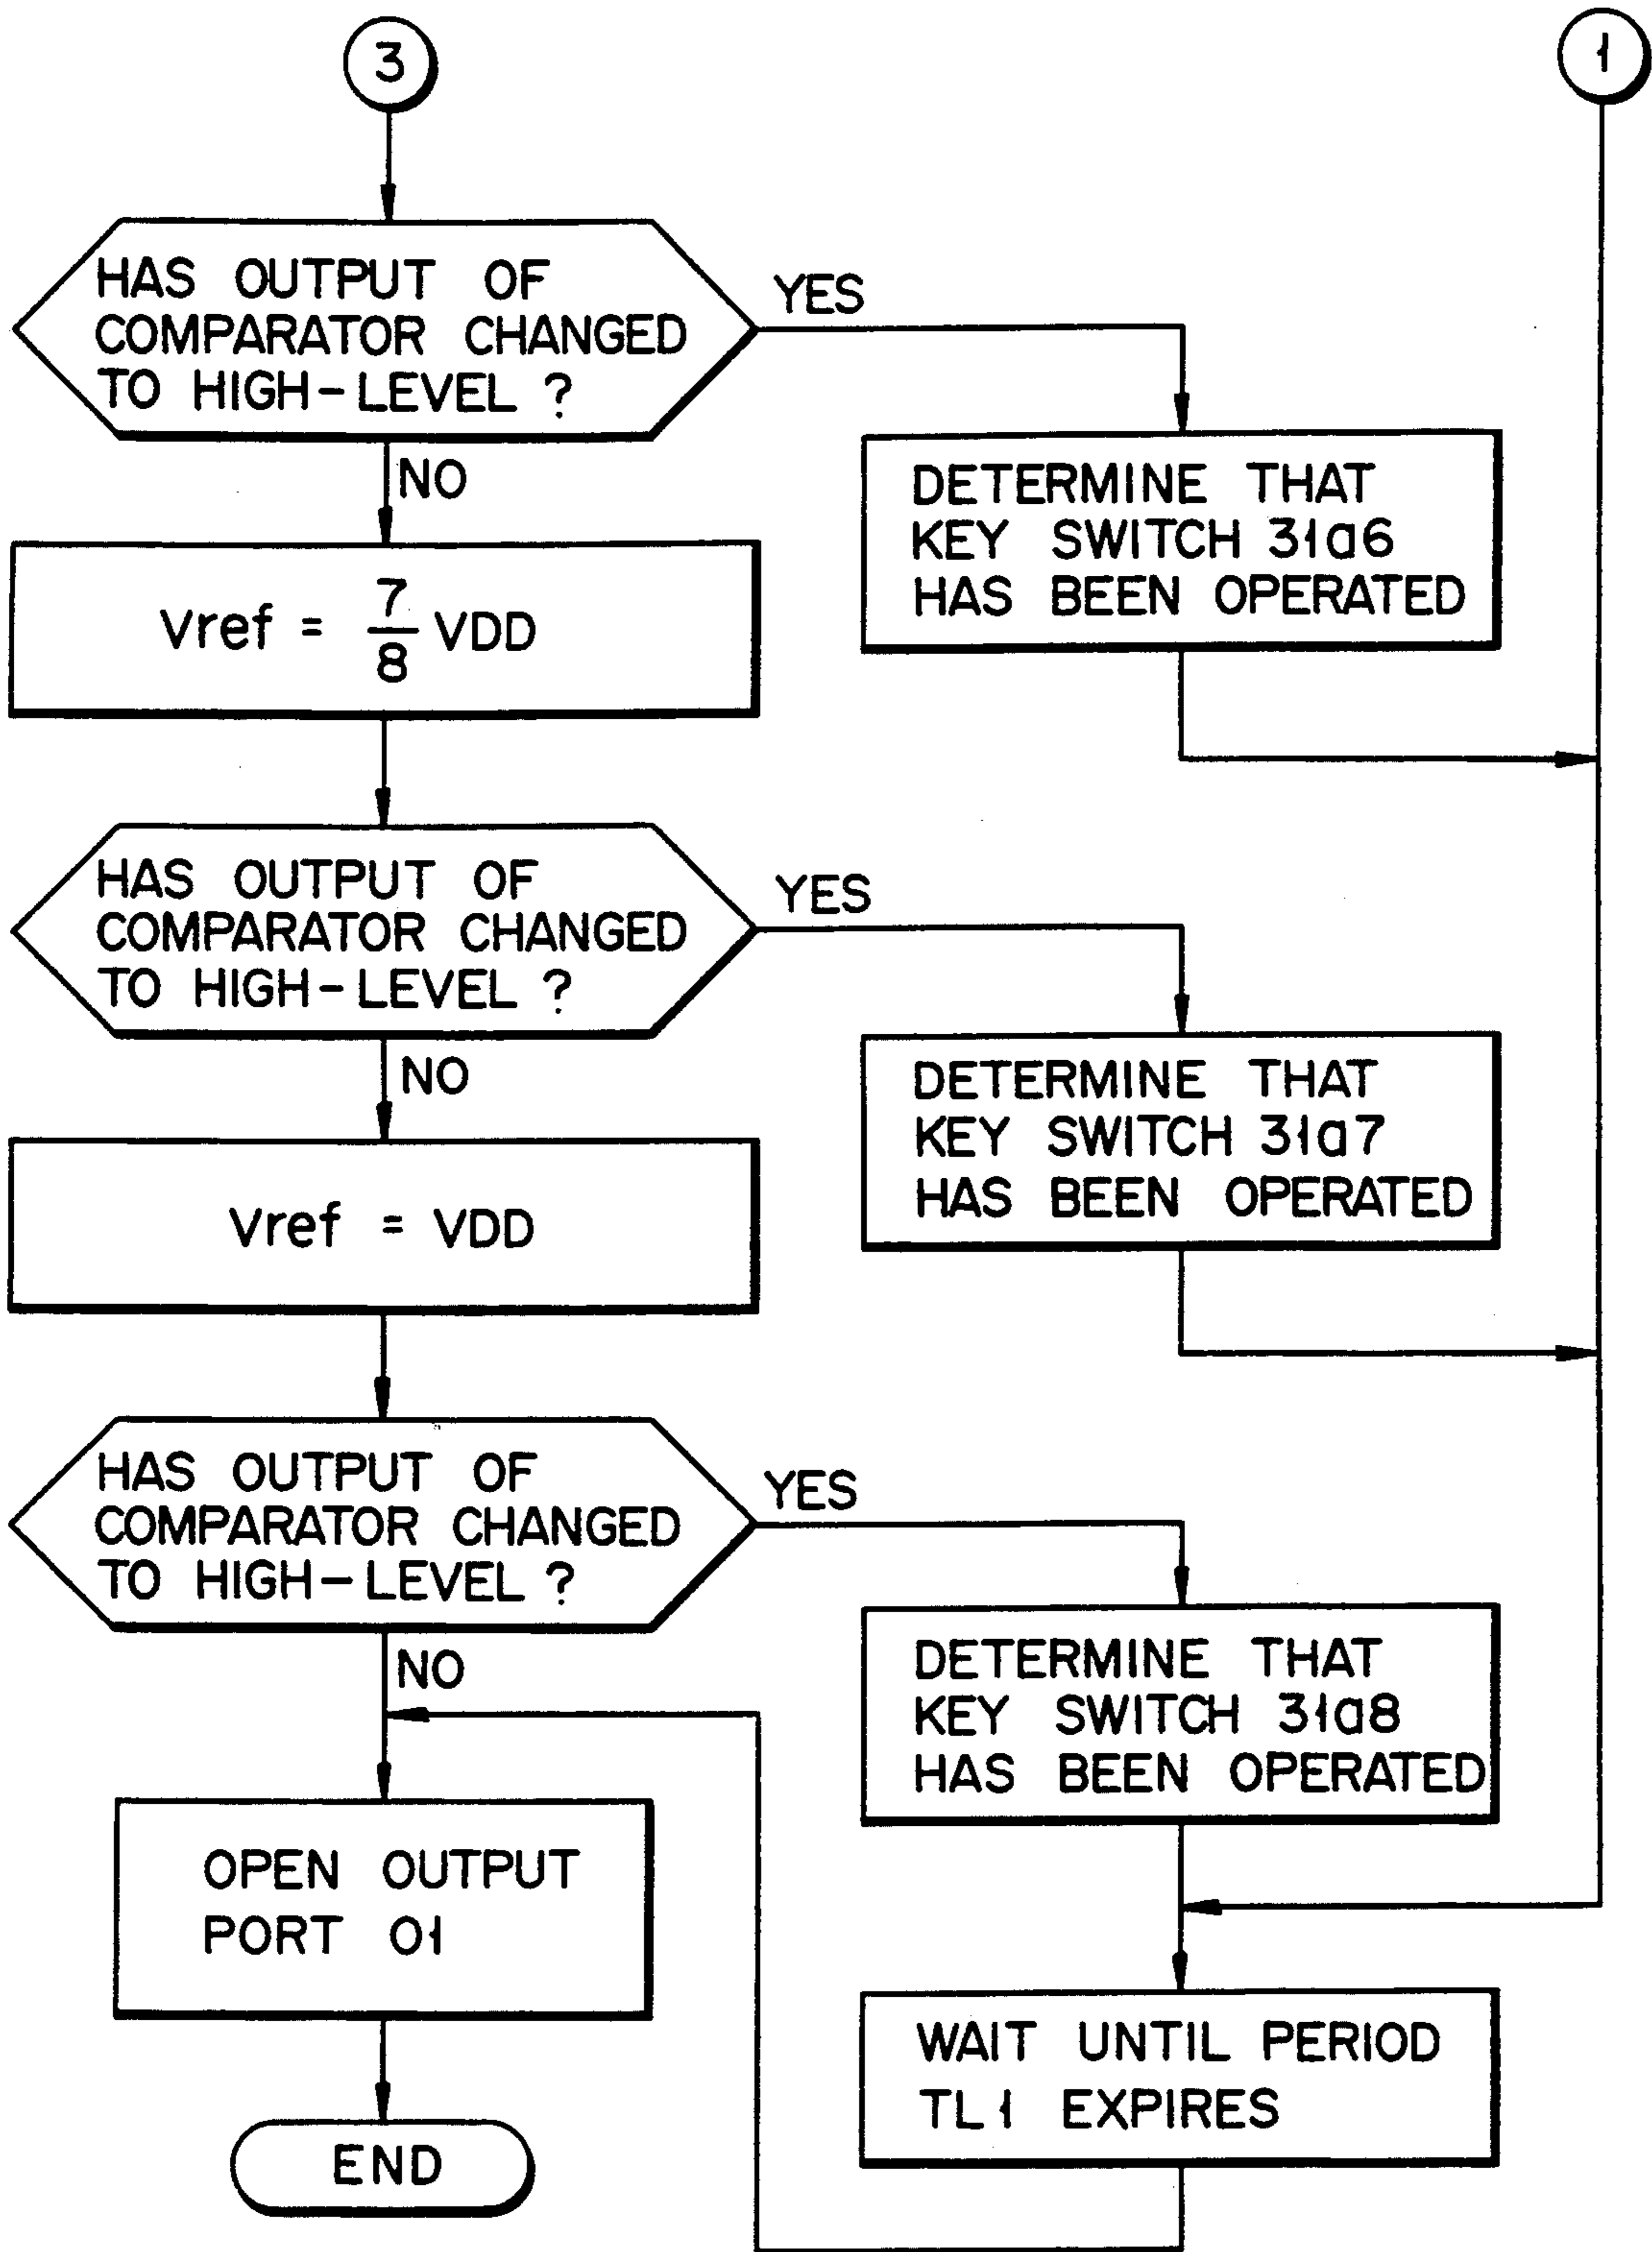 3
1
HAS OUTPUT OF
COMPARATOR CHANGED
TO HIGH-LEVEL ?
YES
NO
DETERMINE THAT
KEY SWITCH 31a6
HAS BEEN OPERATED
Vref = 7/8 VDD
HAS OUTPUT OF
COMPARATOR CHANGED
TO HIGH-LEVEL ?
YES
NO
DETERMINE THAT
KEY SWITCH 31a7
HAS BEEN OPERATED
Vref = VDD
HAS OUTPUT OF
COMPARATOR CHANGED
TO HIGH-LEVEL ?
YES
NO
DETERMINE THAT
KEY SWITCH 31a8
HAS BEEN OPERATED
OPEN OUTPUT
PORT O1
WAIT UNTIL PERIOD
TL1 EXPIRES
END